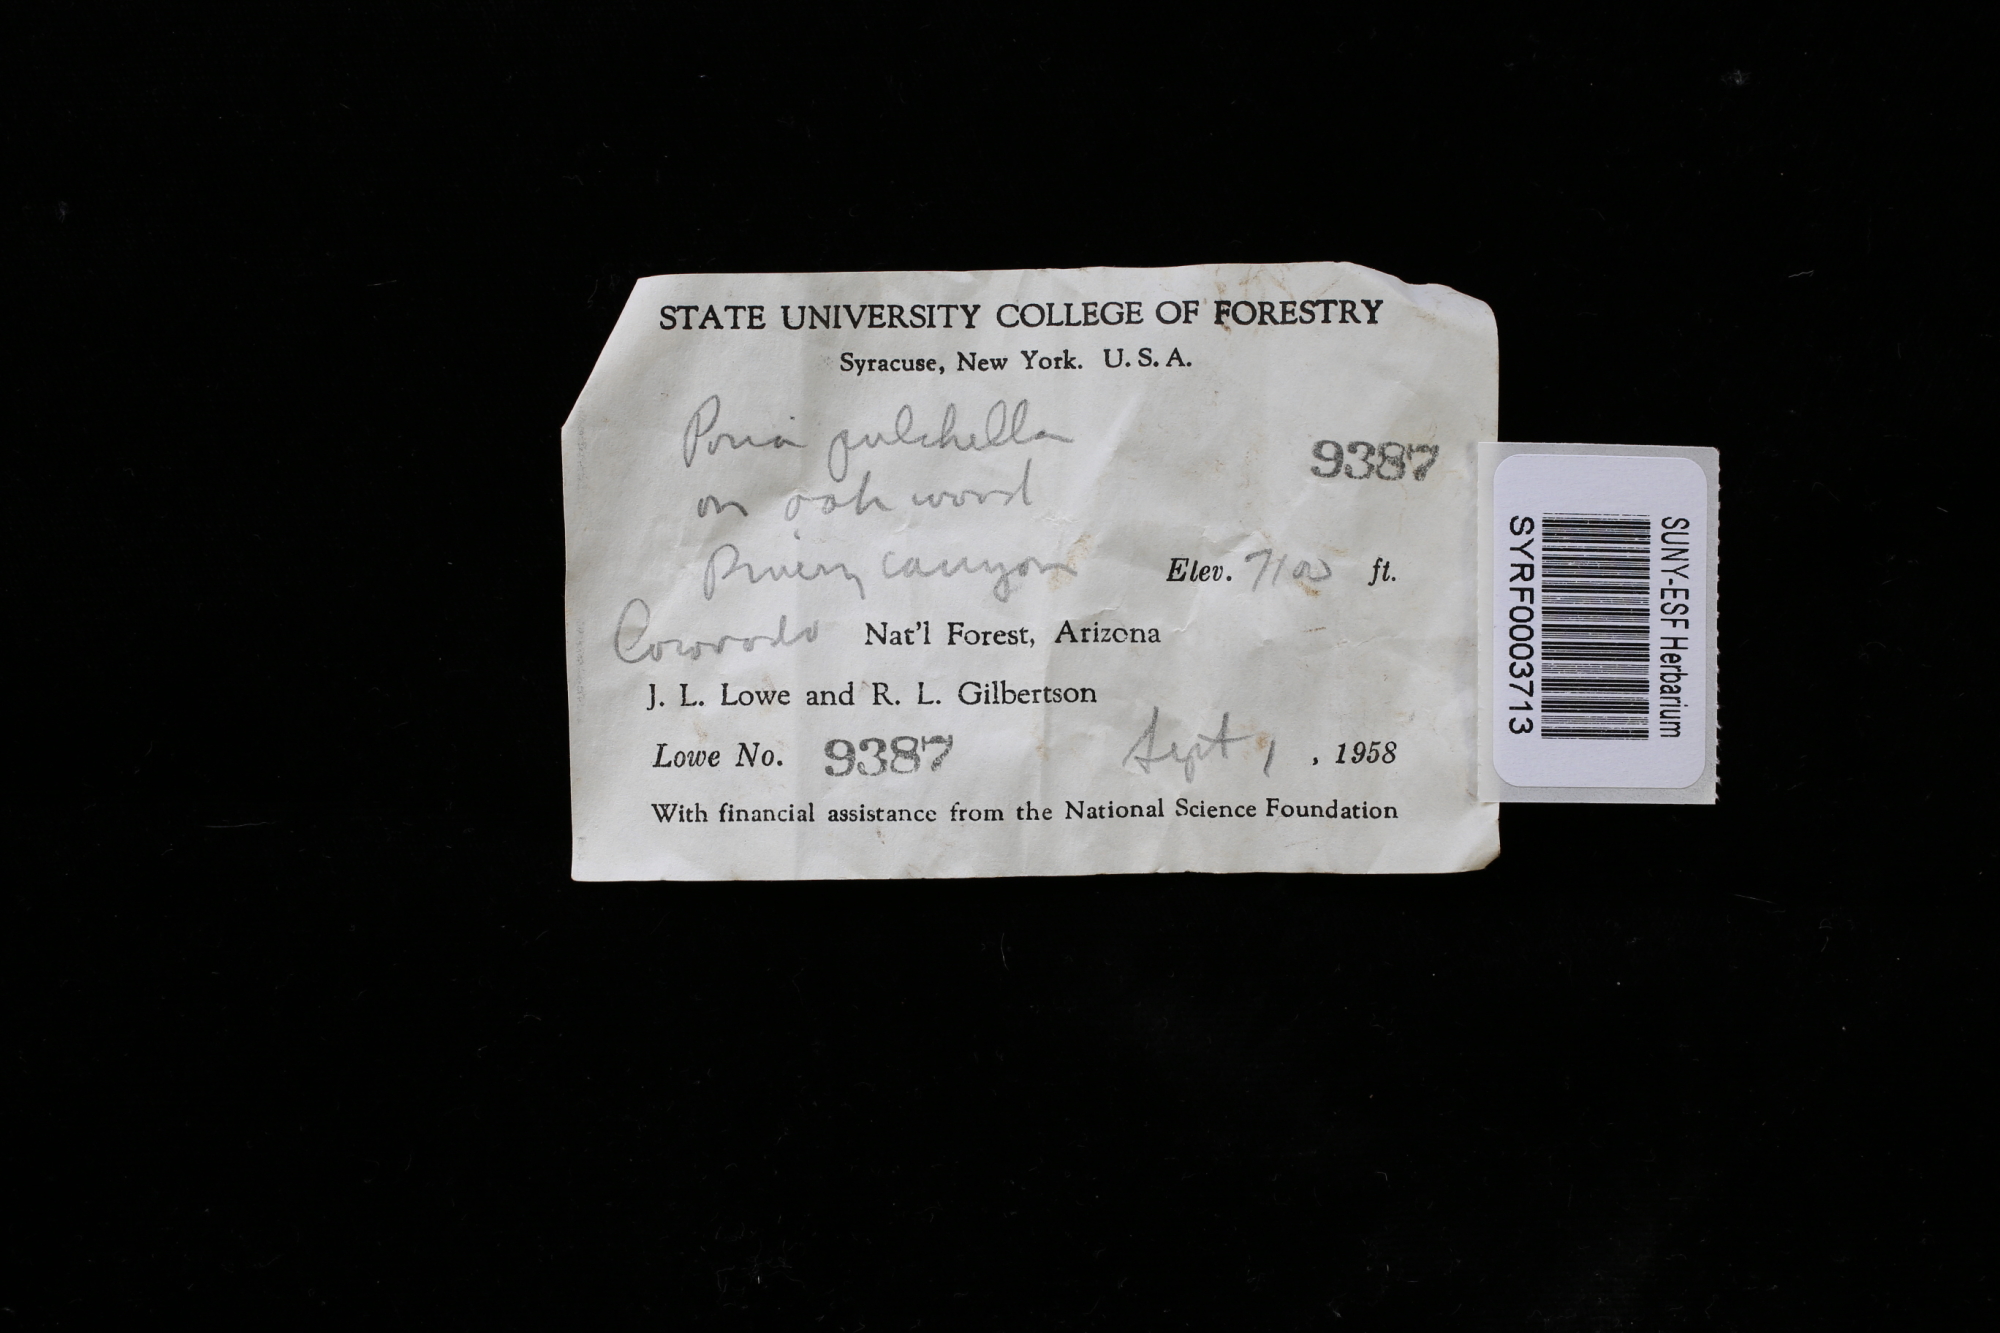 STATE UNIVERSITY COLLEGE OF FORESTRY
Syracuse, New York. U. S. A.
Poria pulchella
9387
on oak wood
canyon Elev. 7100 ft.
Coronado Nat'l Forest, Arizona
J. L. Lowe and R. L. Gilbertson
Lowe No. 9387 Sept 1, 1958
With financial assistance from the National Science Foundation
SUNY-ESF Herbarium
SYRF0003713